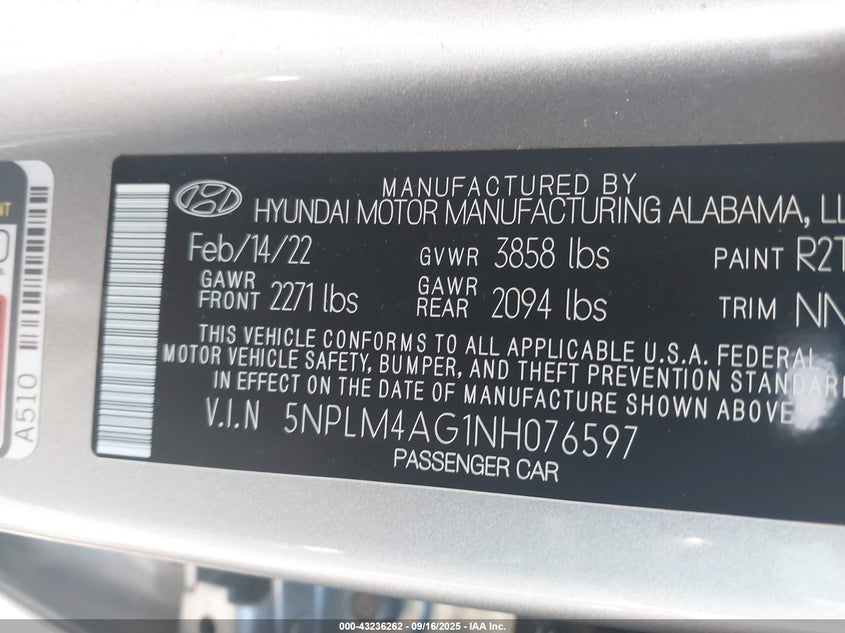 MANUFACTURED BY
HYUNDAI MOTOR MANUFACTURING ALABAMA, LL
Feb/14/22 GVWR 3858 lbs PAINT R2T
GAWR FRONT 2271 lbs GAWR REAR 2094 lbs TRIM NN
THIS VEHICLE CONFORMS TO ALL APPLICABLE U.S.A. FEDERAL
MOTOR VEHICLE SAFETY, BUMPER, AND THEFT PREVENTION STANDARD
IN EFFECT ON THE DATE OF MANUFACTURE SHOWN ABOVE
V.I.N 5NPLM4AG1NH076597
PASSENGER CAR
A510
000-43236262 - 09/16/2025 - IAA Inc.